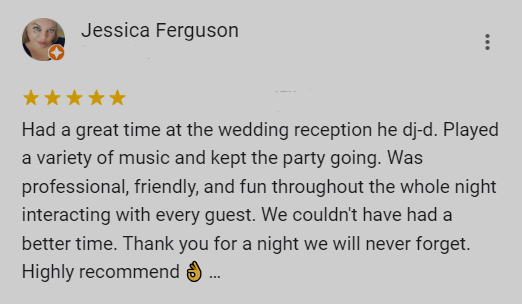 Jessica Ferguson
Had a great time at the wedding reception he dj-d. Played
a variety of music and kept the party going. Was
professional, friendly, and fun throughout the whole night
interacting with every guest. We couldn't have had a
better time. Thank you for a night we will never forget.
Highly recommend 👌 ...